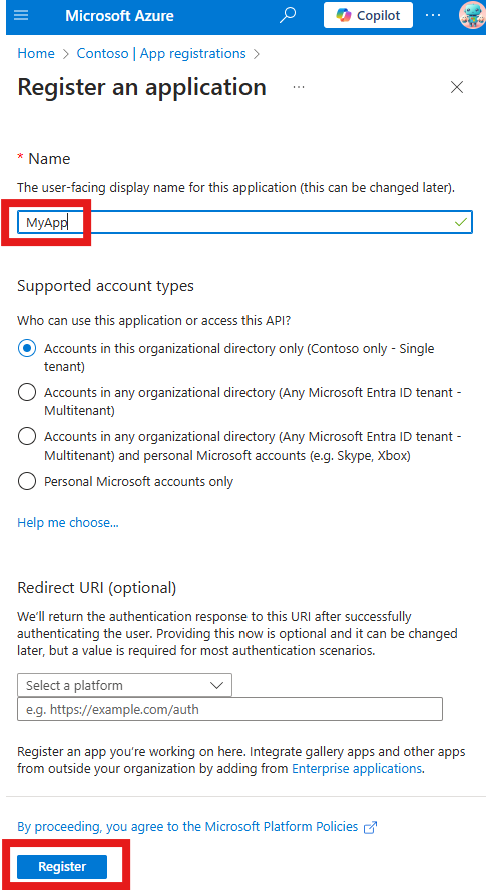 Microsoft Azure
Copilot
Home > Contoso | App registrations >
Register an application
* Name
The user-facing display name for this application (this can be changed later).
MyApp
Supported account types
Who can use this application or access this API?
Accounts in this organizational directory only (Contoso only - Single
tenant)
Accounts in any organizational directory (Any Microsoft Entra ID tenant -
Multitenant)
Accounts in any organizational directory (Any Microsoft Entra ID tenant -
Multitenant) and personal Microsoft accounts (e.g. Skype, Xbox)
Personal Microsoft accounts only
Help me choose...
Redirect URI (optional)
We'll return the authentication response to this URI after successfully
authenticating the user. Providing this now is optional and it can be changed
later, but a value is required for most authentication scenarios.
Select a platform
e.g. https://example.com/auth
Register an app you're working on here. Integrate gallery apps and other apps
from outside your organization by adding from Enterprise applications.
By proceeding, you agree to the Microsoft Platform Policies
Register